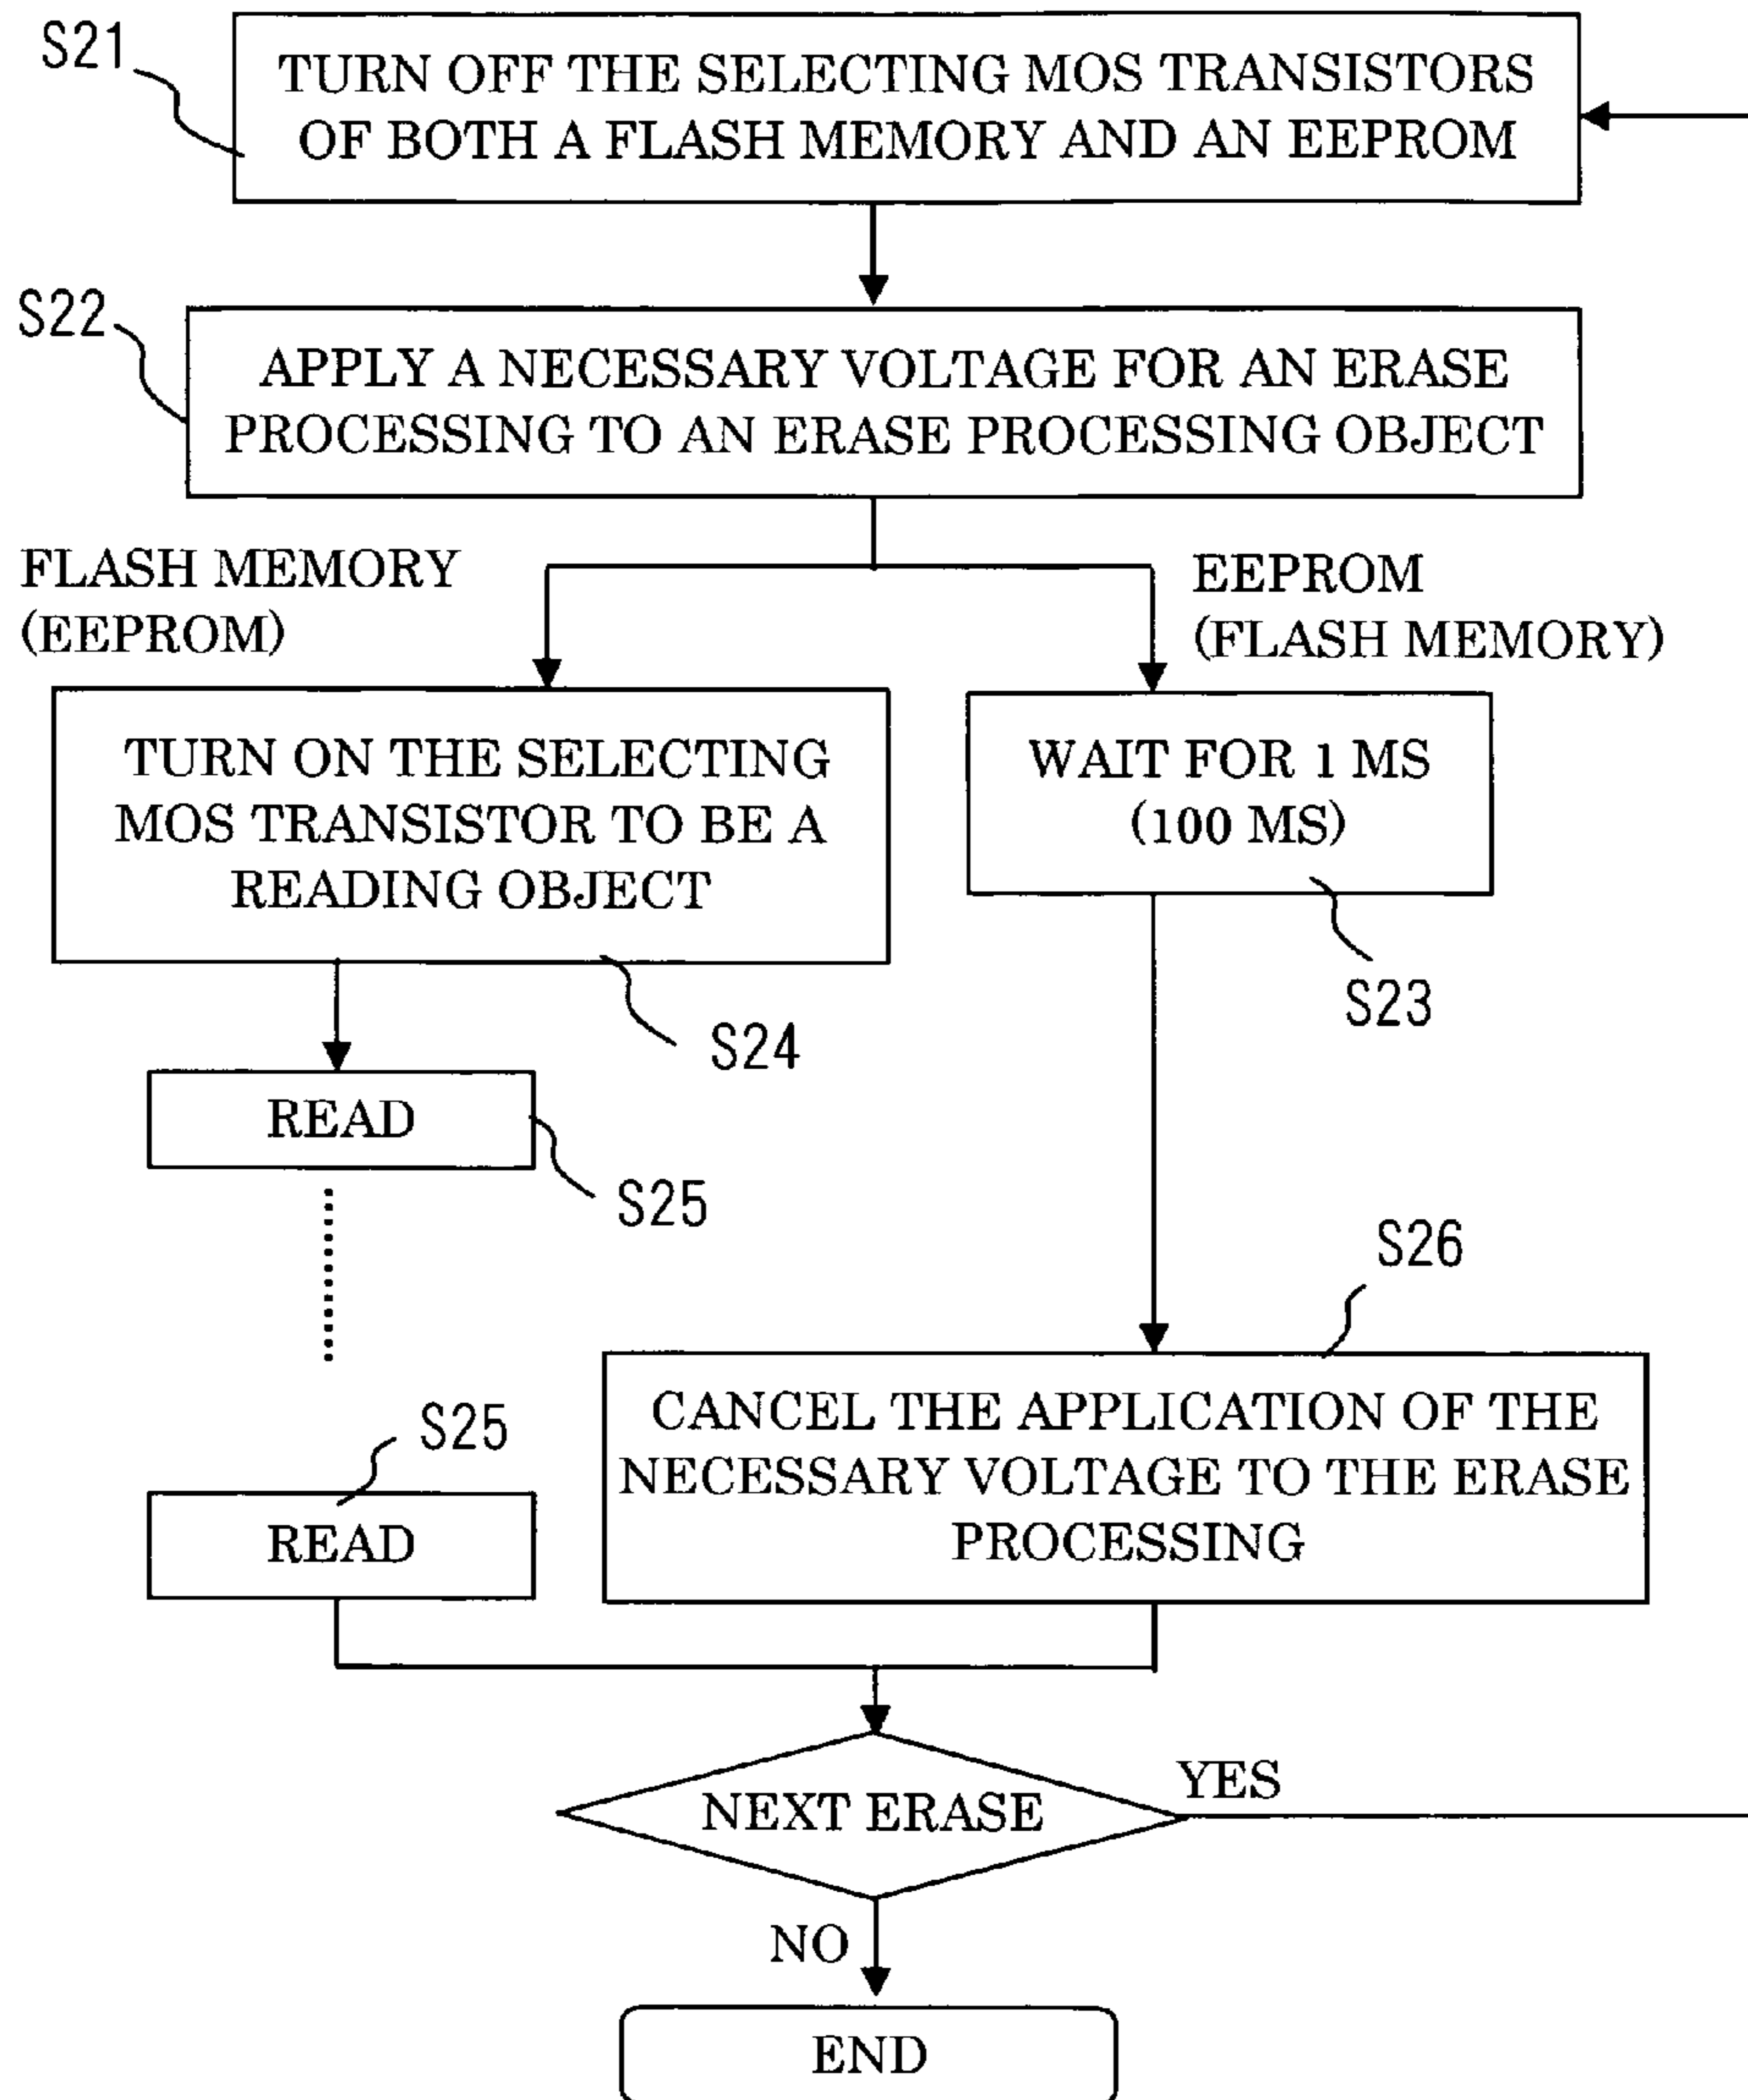 S21
TURN OFF THE SELECTING MOS TRANSISTORS
OF BOTH A FLASH MEMORY AND AN EEPROM
S22
APPLY A NECESSARY VOLTAGE FOR AN ERASE
PROCESSING TO AN ERASE PROCESSING OBJECT
FLASH MEMORY
(EEPROM)
EEPROM
(FLASH MEMORY)
TURN ON THE SELECTING
MOS TRANSISTOR TO BE A
READING OBJECT
WAIT FOR 1 MS
(100 MS)
S23
S24
READ
S25
S26
CANCEL THE APPLICATION OF THE
NECESSARY VOLTAGE TO THE ERASE
PROCESSING
S25
READ
NEXT ERASE
YES
NO
END